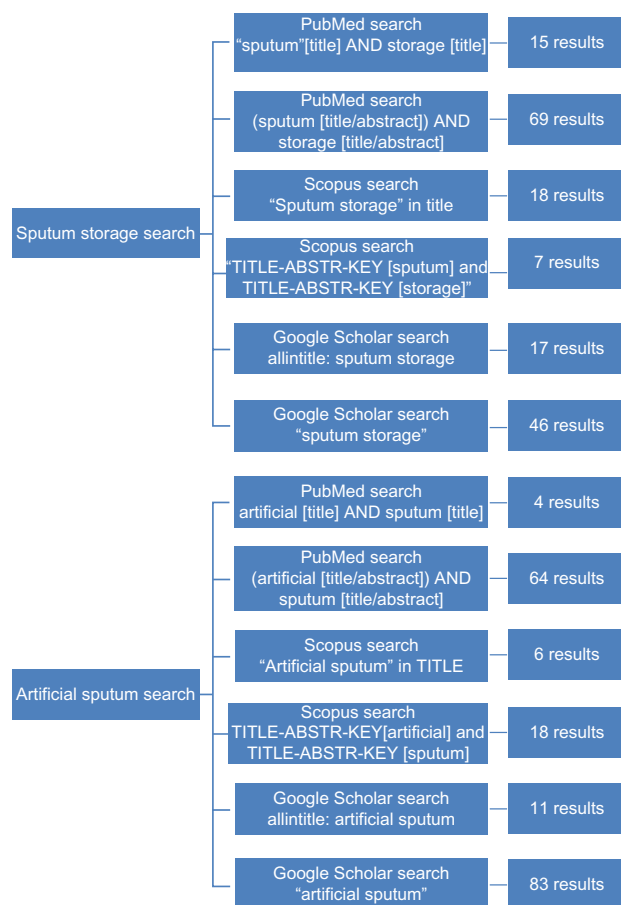 Sputum storage search
PubMed search
“sputum”[title] AND storage [title]
15 results
PubMed search
(sputum [title/abstract]) AND
storage [title/abstract]
69 results
Scopus search
“Sputum storage” in title
18 results
Scopus search
“TITLE-ABSTR-KEY [sputum] and
TITLE-ABSTR-KEY [storage]”
7 results
Google Scholar search
allintitle: sputum storage
17 results
Google Scholar search
“sputum storage”
46 results
Artificial sputum search
PubMed search
artificial [title] AND sputum [title]
4 results
PubMed search
(artificial [title/abstract]) AND
sputum [title/abstract]
64 results
Scopus search
“Artificial sputum” in TITLE
6 results
Scopus search
TITLE-ABSTR-KEY[artificial] and
TITLE-ABSTR-KEY [sputum]
18 results
Google Scholar search
allintitle: artificial sputum
11 results
Google Scholar search
“artificial sputum”
83 results